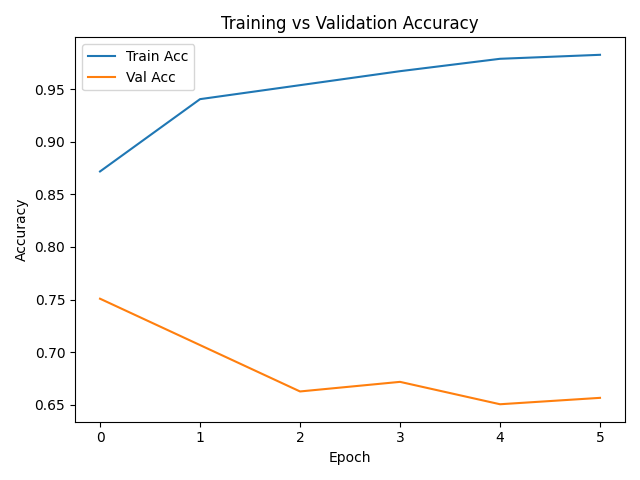 Training vs Validation Accuracy
Train Acc
Val Acc
0.95
0.90
0.85
0.80
0.75
0.70
0.65
Accuracy
0 1 2 3 4 5
Epoch